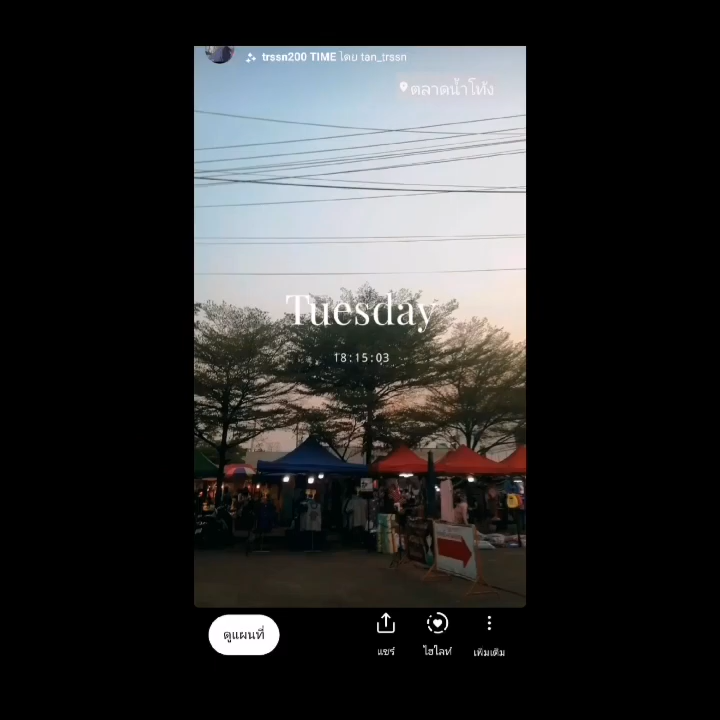 trssn200 TIME โดย tan_trssn
ตลาดน้ำโท้ง
Tuesday
18:15:03
ดูแผนที่
แชร์
ไฮไลท์
เพิ่มเติม